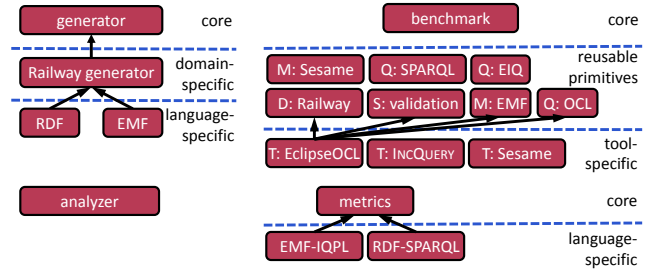 generator
core
Railway generator
domain-
specific
RDF
EMF
language-
specific
analyzer
benchmark
core
M: Sesame
Q: SPARQL
Q: EIQ
reusable
primitives
D: Railway
S: validation
M: EMF
Q: OCL
T: EclipseOCL
T: INCQUERY
T: Sesame
tool-
specific
metrics
core
EMF-IQPL
RDF-SPARQL
language-
specific